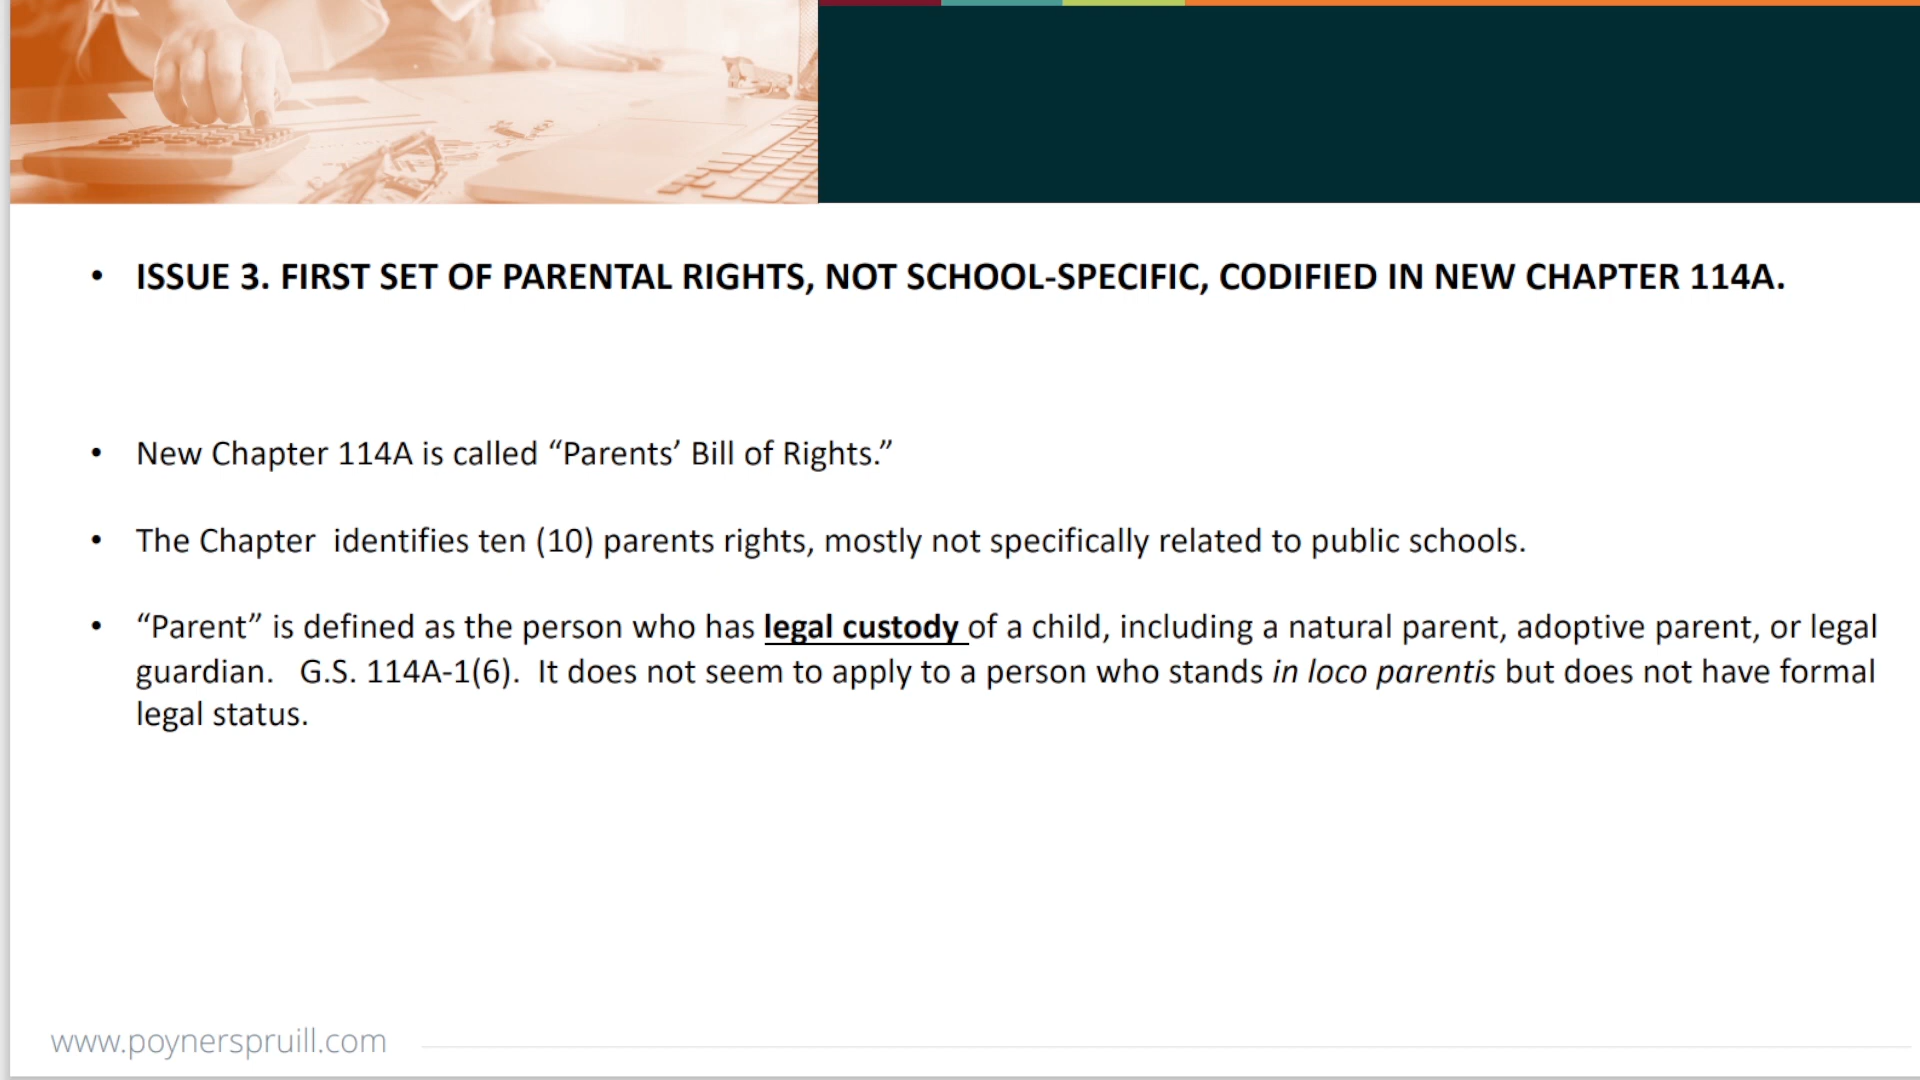 • ISSUE 3. FIRST SET OF PARENTAL RIGHTS, NOT SCHOOL-SPECIFIC, CODIFIED IN NEW CHAPTER 114A.
• New Chapter 114A is called “Parents’ Bill of Rights.”
• The Chapter  identifies ten (10) parents rights, mostly not specifically related to public schools.
• “Parent” is defined as the person who has legal custody of a child, including a natural parent, adoptive parent, or legal
guardian.   G.S. 114A-1(6).  It does not seem to apply to a person who stands in loco parentis but does not have formal
legal status.
www.poynerspruill.com